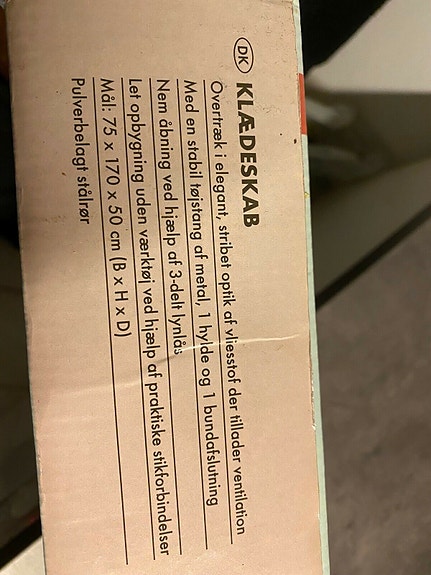 DK KLÆDESKAB
Overtræk i elegant, stribet optik af vliesstof der tillader ventilation
Med en stabil tøjstang af metal, 1 hylde og 1 bundafslutning
Nem åbning ved hjælp af 3-delt lynlås
Let opbygning uden værktøj ved hjælp af praktiske stikforbindelser
Mål: 75 x 170 x 50 cm (B x H x D)
Pulverbelagt stålrør